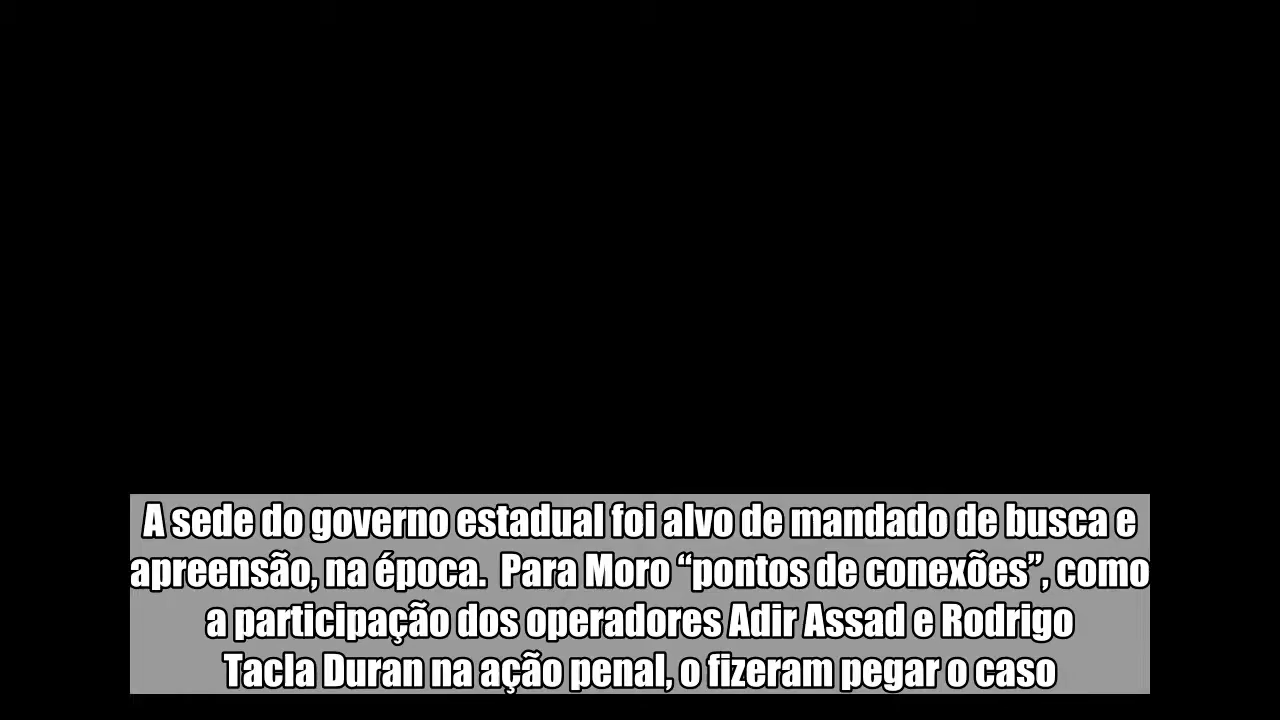 A sede do governo estadual foi alvo de mandado de busca e
apreensão, na época.  Para Moro “pontos de conexões”, como
a participação dos operadores Adir Assad e Rodrigo
Tacla Duran na ação penal, o fizeram pegar o caso